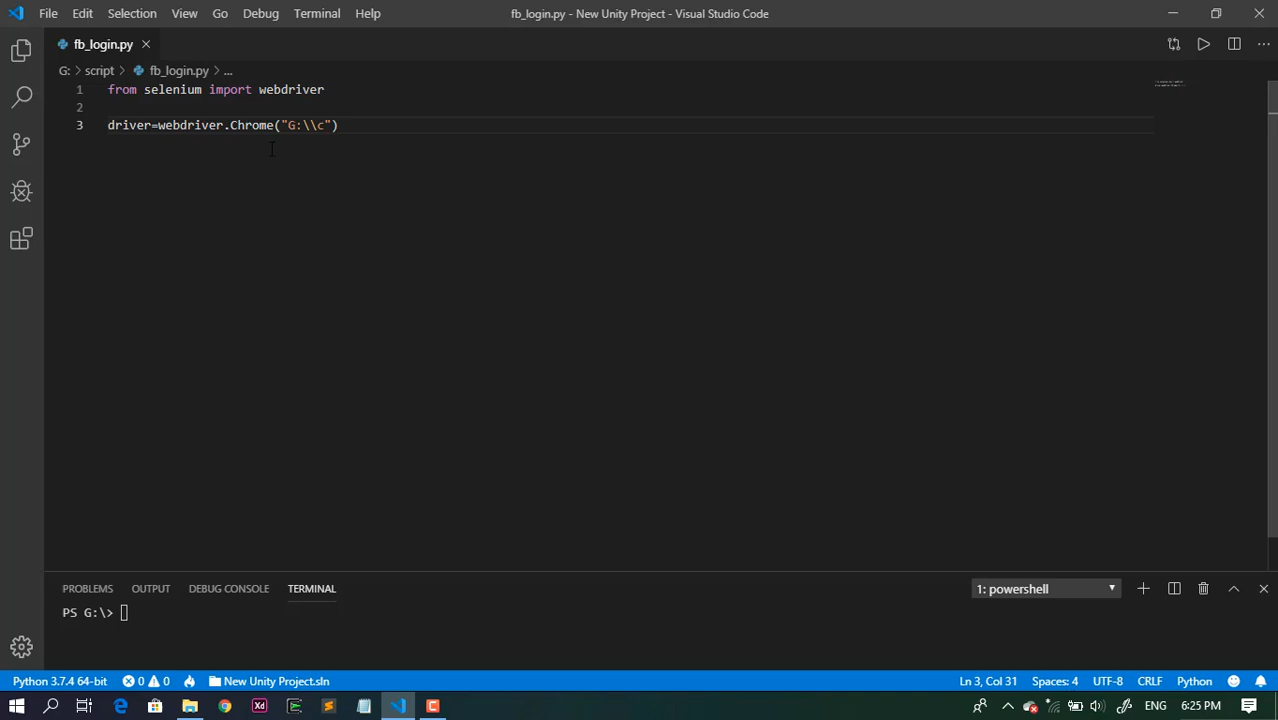 File Edit Selection View Go Debug Terminal Help
fb_login.py - New Unity Project - Visual Studio Code
fb_login.py
G: > script > fb_login.py > ...
1 from selenium import webdriver
2
3 driver=webdriver.Chrome("G:\\c")
PROBLEMS OUTPUT DEBUG CONSOLE TERMINAL
1: powershell
PS G:\>
Python 3.7.4 64-bit 0 0 New Unity Project.sln Ln 3, Col 31 Spaces: 4 UTF-8 CRLF Python
Xd ENG 6:25 PM